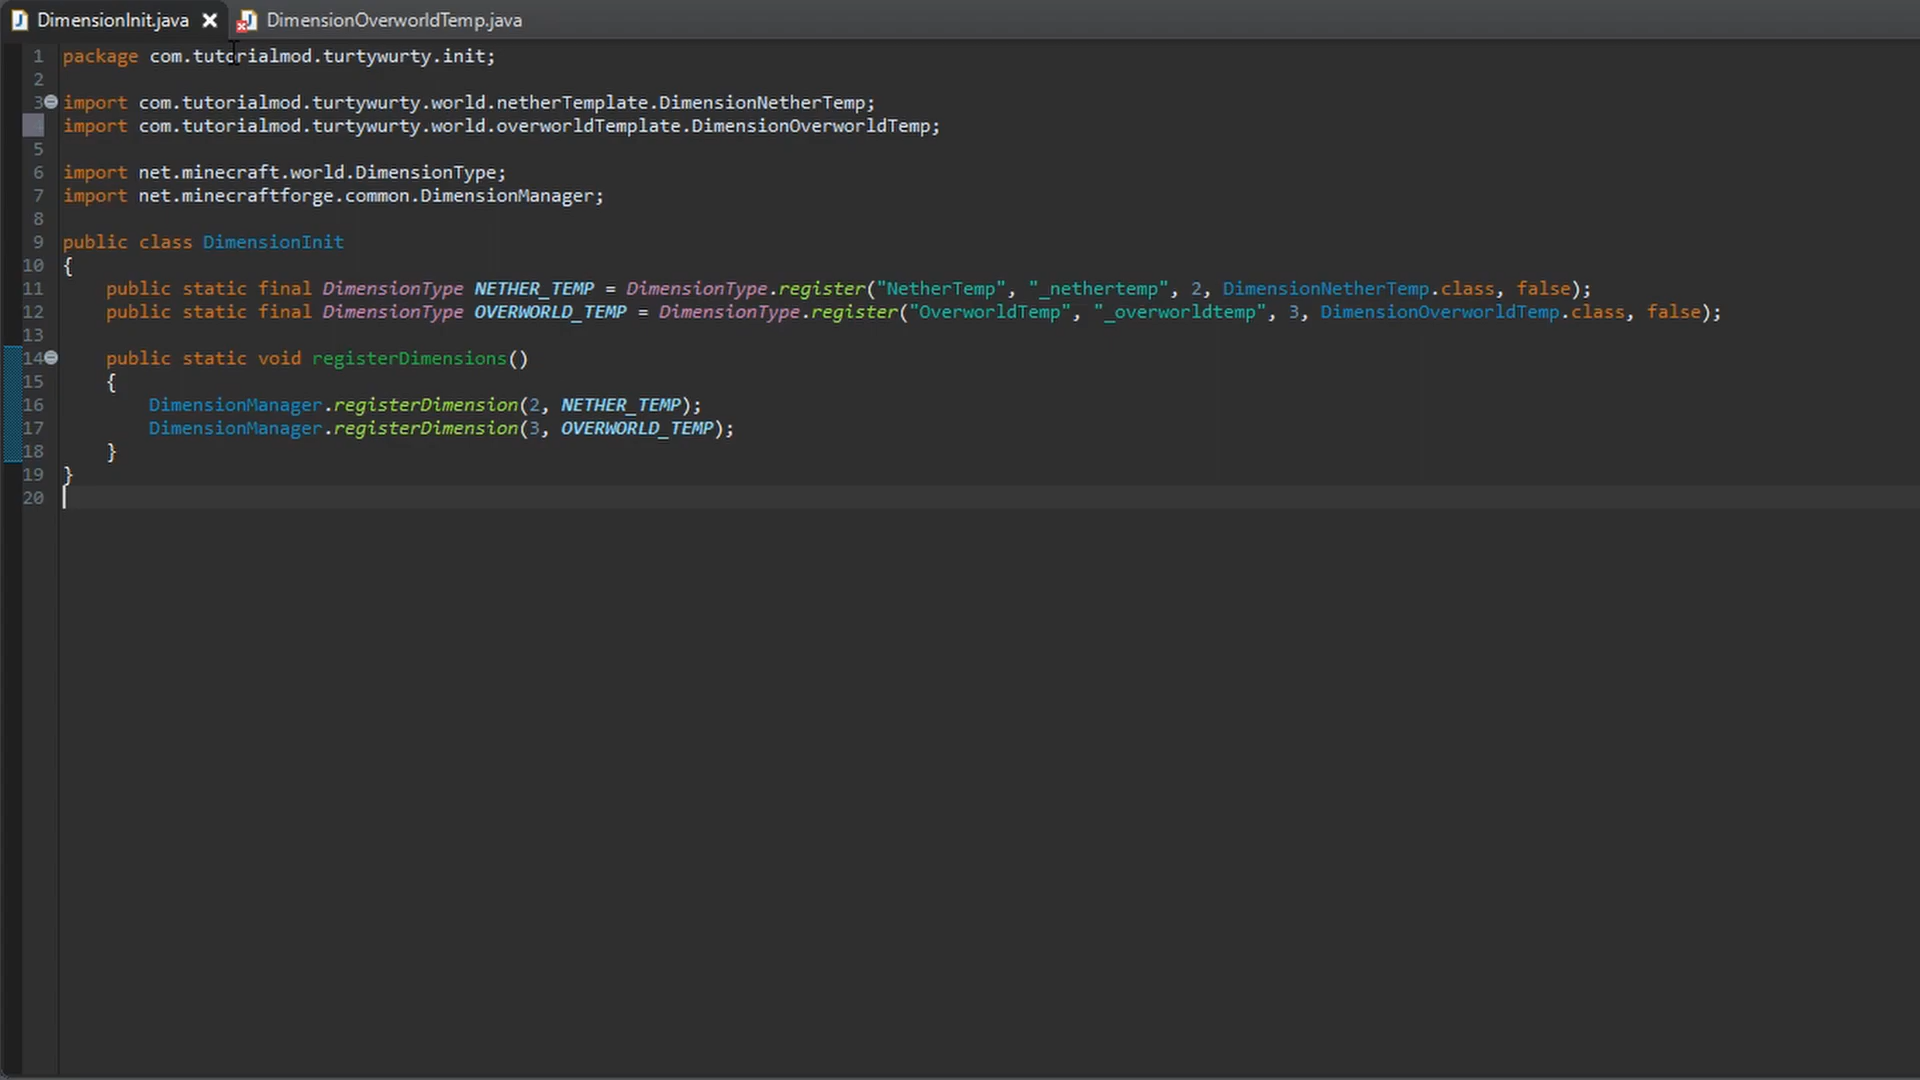 DimensionInit.java DimensionOverworldTemp.java
1 package com.tutorialmod.turtywurty.init;
2
3 import com.tutorialmod.turtywurty.world.netherTemplate.DimensionNetherTemp;
import com.tutorialmod.turtywurty.world.overworldTemplate.DimensionOverworldTemp;
5
6 import net.minecraft.world.DimensionType;
7 import net.minecraftforge.common.DimensionManager;
8
9 public class DimensionInit
10 {
11 public static final DimensionType NETHER_TEMP = DimensionType.register("NetherTemp", "_nethertemp", 2, DimensionNetherTemp.class, false);
12 public static final DimensionType OVERWORLD_TEMP = DimensionType.register("OverworldTemp", "_overworldtemp", 3, DimensionOverworldTemp.class, false);
13
14 public static void registerDimensions()
15 {
16 DimensionManager.registerDimension(2, NETHER_TEMP);
17 DimensionManager.registerDimension(3, OVERWORLD_TEMP);
18 }
19 }
20